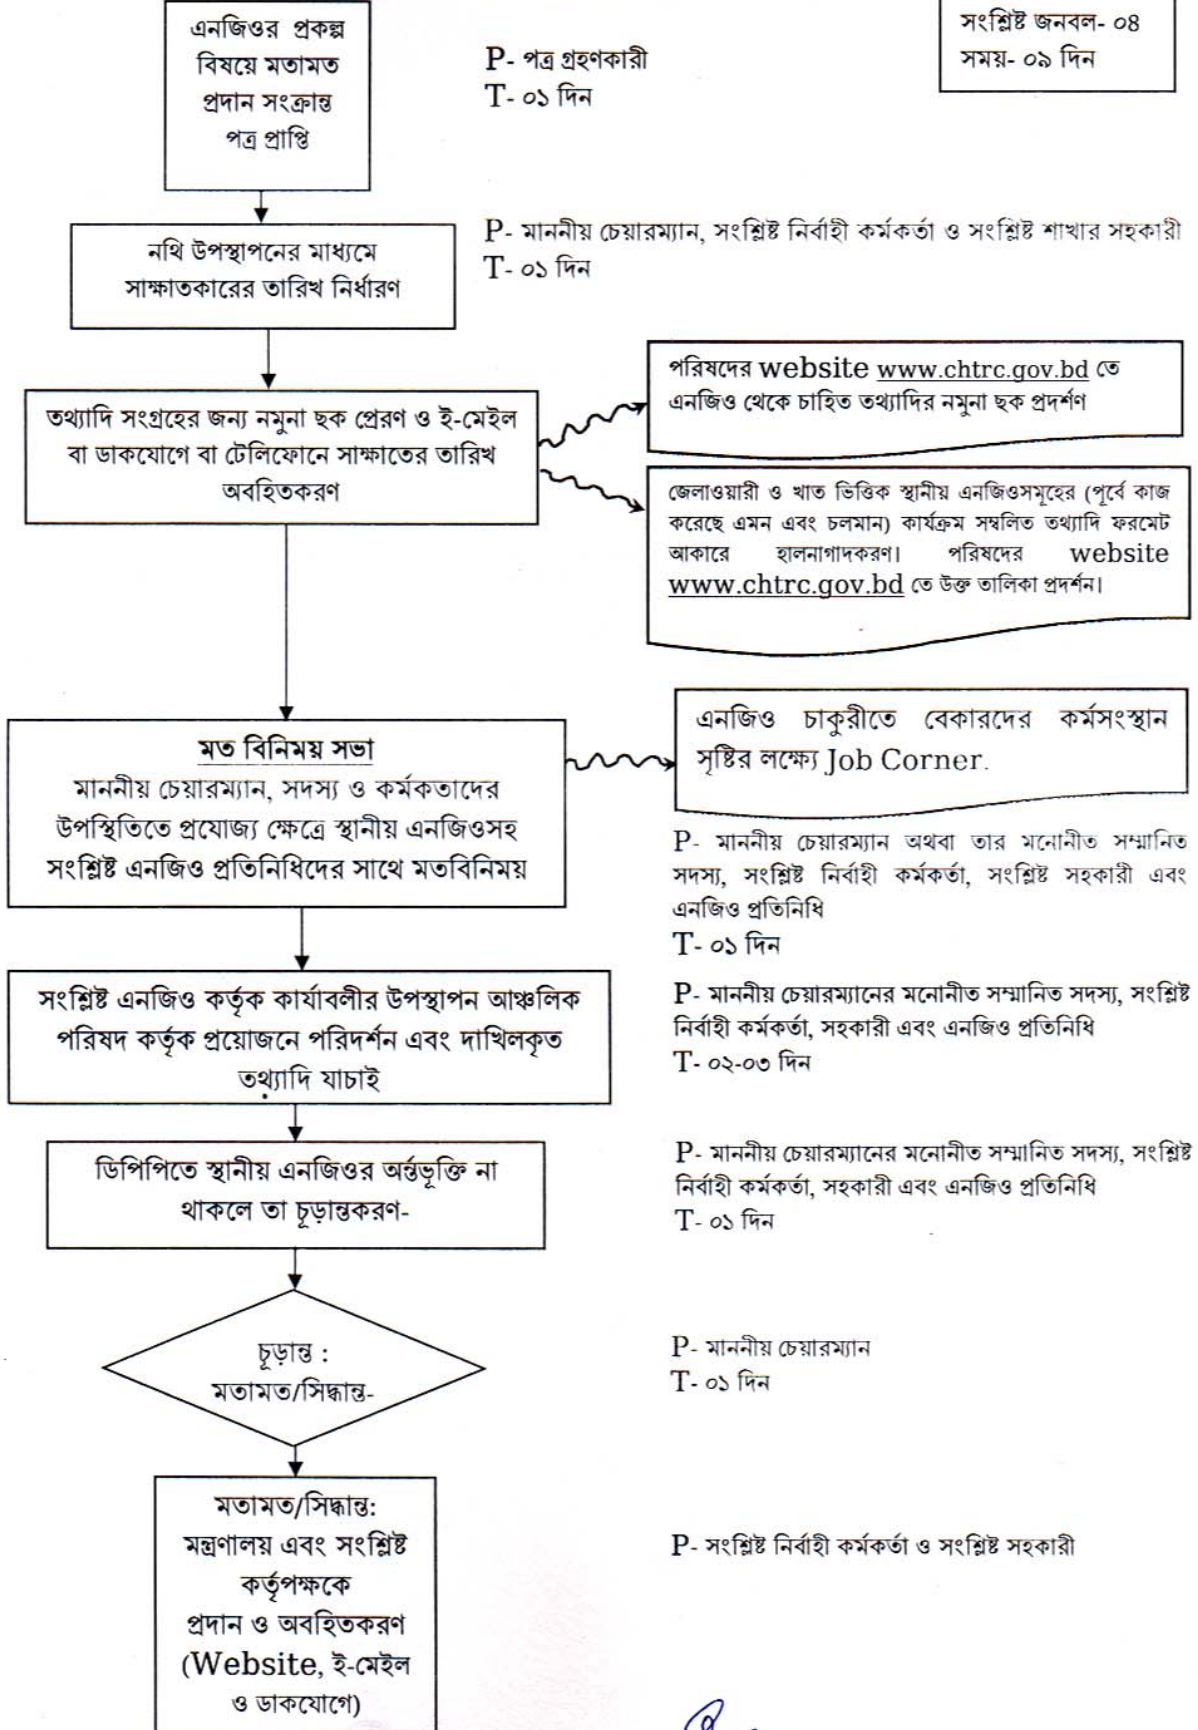 এনজিওর প্রকল্প
বিষয়ে মতামত
প্রদান সংক্রান্ত
পত্র প্রাপ্তি
P- পত্র গ্রহণকারী
T- ০১ দিন
সংশ্লিষ্ট জনবল- ০৪
সময়- ০৯ দিন
নথি উপস্থাপনের মাধ্যমে
সাক্ষাতকারের তারিখ নির্ধারণ
P- মাননীয় চেয়ারম্যান, সংশ্লিষ্ট নির্বাহী কর্মকর্তা ও সংশ্লিষ্ট শাখার সহকারী
T- ০১ দিন
তথ্যাদি সংগ্রহের জন্য নমুনা ছক প্রেরণ ও ই-মেইল
বা ডাকযোগে বা টেলিফোনে সাক্ষাতের তারিখ
অবহিতকরণ
পরিষদের website www.chtrc.gov.bd তে
এনজিও থেকে চাহিত তথ্যাদির নমুনা ছক প্রদর্শণ
জেলাওয়ারী ও খাত ভিত্তিক স্থানীয় এনজিওসমূহের (পূর্বে কাজ
করেছে এমন এবং চলমান) কার্যক্রম সম্বলিত তথ্যাদি ফরমেট
আকারে হালনাগাদকরণ। পরিষদের website
www.chtrc.gov.bd তে উক্ত তালিকা প্রদর্শন।
মত বিনিময় সভা
মাননীয় চেয়ারম্যান, সদস্য ও কর্মকতাদের
উপস্থিতিতে প্রযোজ্য ক্ষেত্রে স্থানীয় এনজিওসহ
সংশ্লিষ্ট এনজিও প্রতিনিধিদের সাথে মতবিনিময়
এনজিও চাকুরীতে বেকারদের কর্মসংস্থান
সৃষ্টির লক্ষ্যে Job Corner.
P- মাননীয় চেয়ারম্যান অথবা তার মনোনীত সম্মানিত
সদস্য, সংশ্লিষ্ট নির্বাহী কর্মকর্তা, সংশ্লিষ্ট সহকারী এবং
এনজিও প্রতিনিধি
T- ০১ দিন
সংশ্লিষ্ট এনজিও কর্তৃক কার্যাবলীর উপস্থাপন আঞ্চলিক
পরিষদ কর্তৃক প্রয়োজনে পরিদর্শন এবং দাখিলকৃত
তথ্যাদি যাচাই
P- মাননীয় চেয়ারম্যানের মনোনীত সম্মানিত সদস্য, সংশ্লিষ্ট
নির্বাহী কর্মকর্তা, সহকারী এবং এনজিও প্রতিনিধি
T- ০২-০৩ দিন
ডিপিপিতে স্থানীয় এনজিওর অর্ন্তভূক্তি না
থাকলে তা চূড়ান্তকরণ-
P- মাননীয় চেয়ারম্যানের মনোনীত সম্মানিত সদস্য, সংশ্লিষ্ট
নির্বাহী কর্মকর্তা, সহকারী এবং এনজিও প্রতিনিধি
T- ০১ দিন
চূড়ান্ত :
মতামত/সিদ্ধান্ত-
P- মাননীয় চেয়ারম্যান
T- ০১ দিন
মতামত/সিদ্ধান্ত:
মন্ত্রণালয় এবং সংশ্লিষ্ট
কর্তৃপক্ষকে
প্রদান ও অবহিতকরণ
(Website, ই-মেইল
ও ডাকযোগে)
P- সংশ্লিষ্ট নির্বাহী কর্মকর্তা ও সংশ্লিষ্ট সহকারী